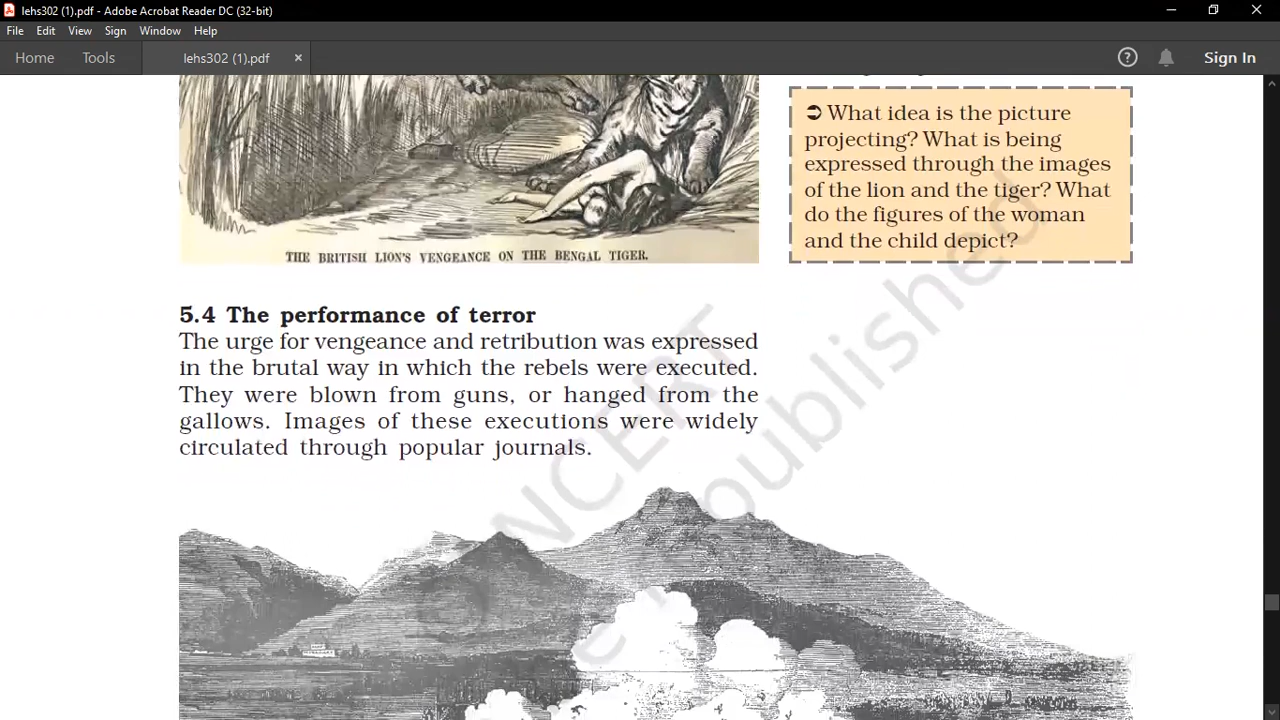 lehs302 (1).pdf - Adobe Acrobat Reader DC (32-bit)
File Edit View Sign Window Help
Home Tools lehs302 (1).pdf × Sign In
THE BRITISH LION'S VENGEANCE ON THE BENGAL TIGER.
➲ What idea is the picture
projecting? What is being
expressed through the images
of the lion and the tiger? What
do the figures of the woman
and the child depict?
5.4 The performance of terror
The urge for vengeance and retribution was expressed
in the brutal way in which the rebels were executed.
They were blown from guns, or hanged from the
gallows. Images of these executions were widely
circulated through popular journals.
© NCERT
republished